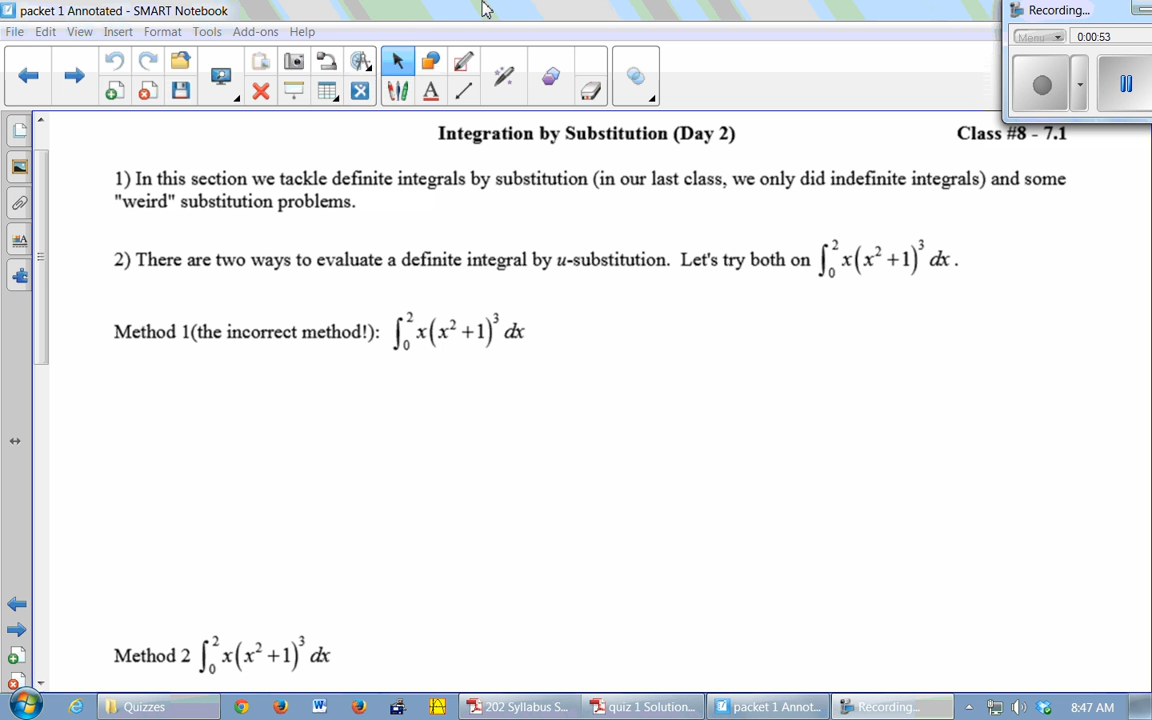 packet 1 Annotated - SMART Notebook
Recording...
File Edit View Insert Format Tools Add-ons Help
Menu 0:00:53
Integration by Substitution (Day 2) Class #8 - 7.1
1) In this section we tackle definite integrals by substitution (in our last class, we only did indefinite integrals) and some
"weird" substitution problems.
2) There are two ways to evaluate a definite integral by u-substitution. Let's try both on ∫₀² x(x² + 1)³ dx .
Method 1(the incorrect method!): ∫₀² x(x² + 1)³ dx
Method 2 ∫₀² x(x² + 1)³ dx
Quizzes 202 Syllabus S... quiz 1 Solution... packet 1 Annot... Recording... 8:47 AM